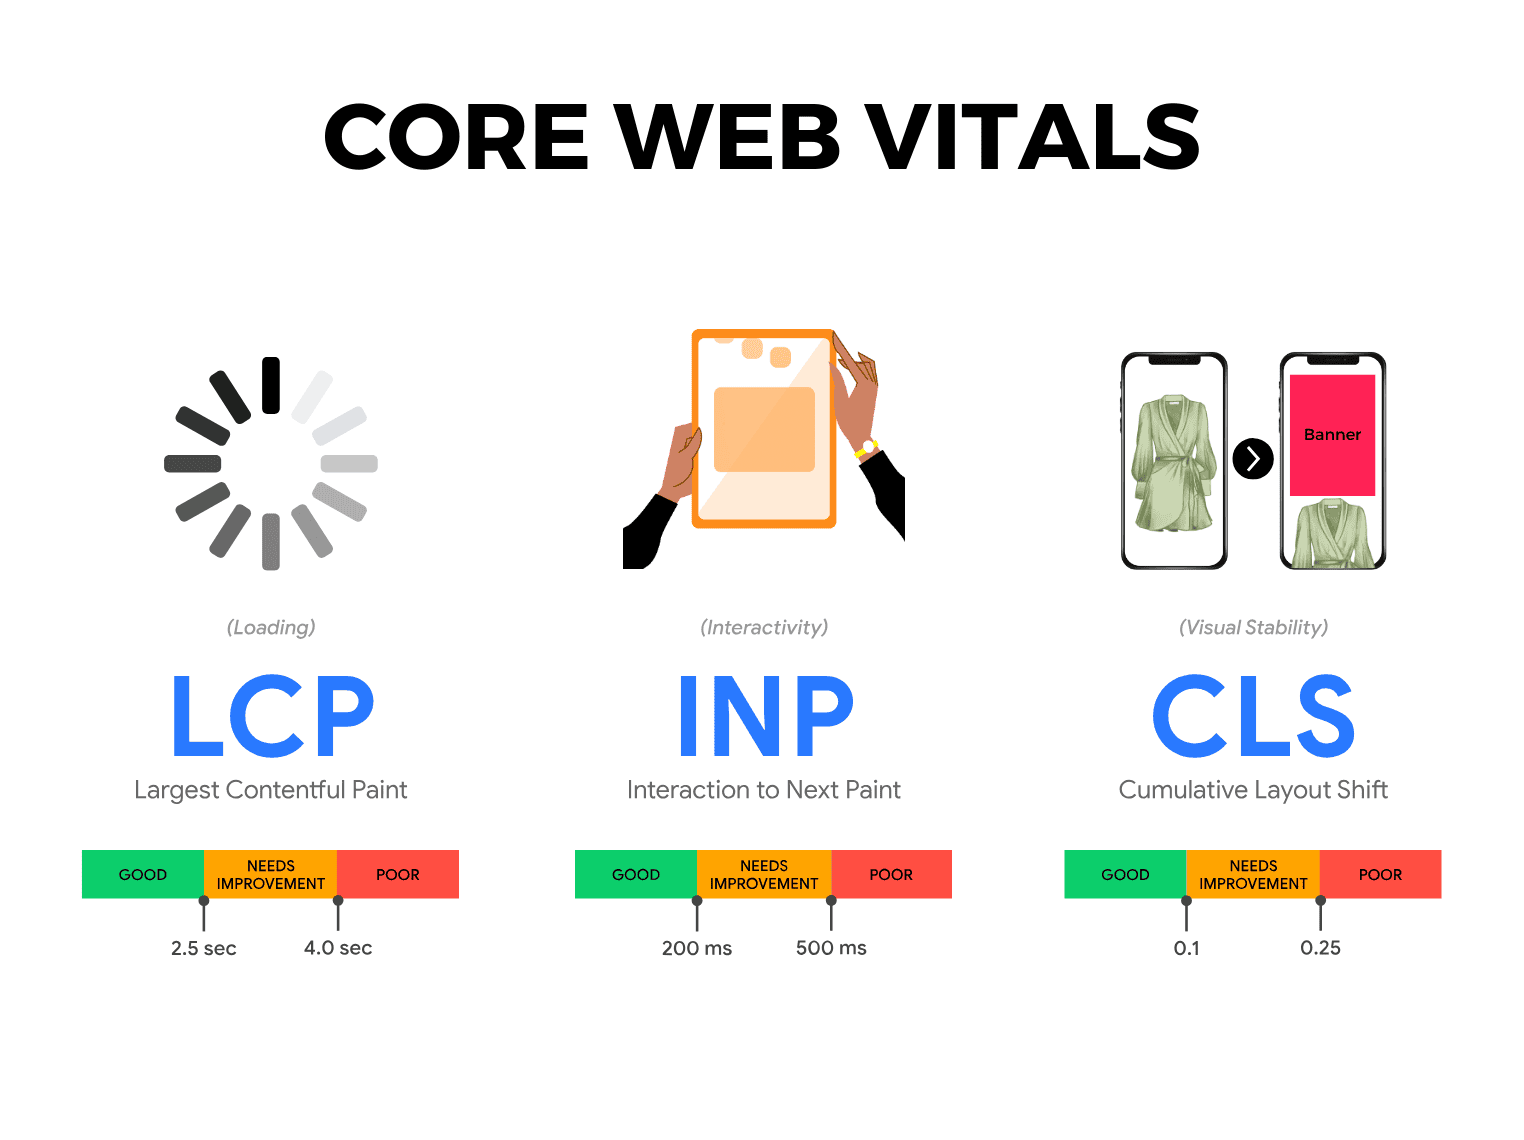 CORE WEB VITALS
Banner
(Loading)
LCP
Largest Contentful Paint
GOOD
NEEDS
IMPROVEMENT
POOR
2.5 sec
4.0 sec
(Interactivity)
INP
Interaction to Next Paint
GOOD
NEEDS
IMPROVEMENT
POOR
200 ms
500 ms
(Visual Stability)
CLS
Cumulative Layout Shift
GOOD
NEEDS
IMPROVEMENT
POOR
0.1
0.25